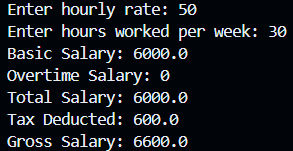 Enter hourly rate: 50
Enter hours worked per week: 30
Basic Salary: 6000.0
Overtime Salary: 0
Total Salary: 6000.0
Tax Deducted: 600.0
Gross Salary: 6600.0